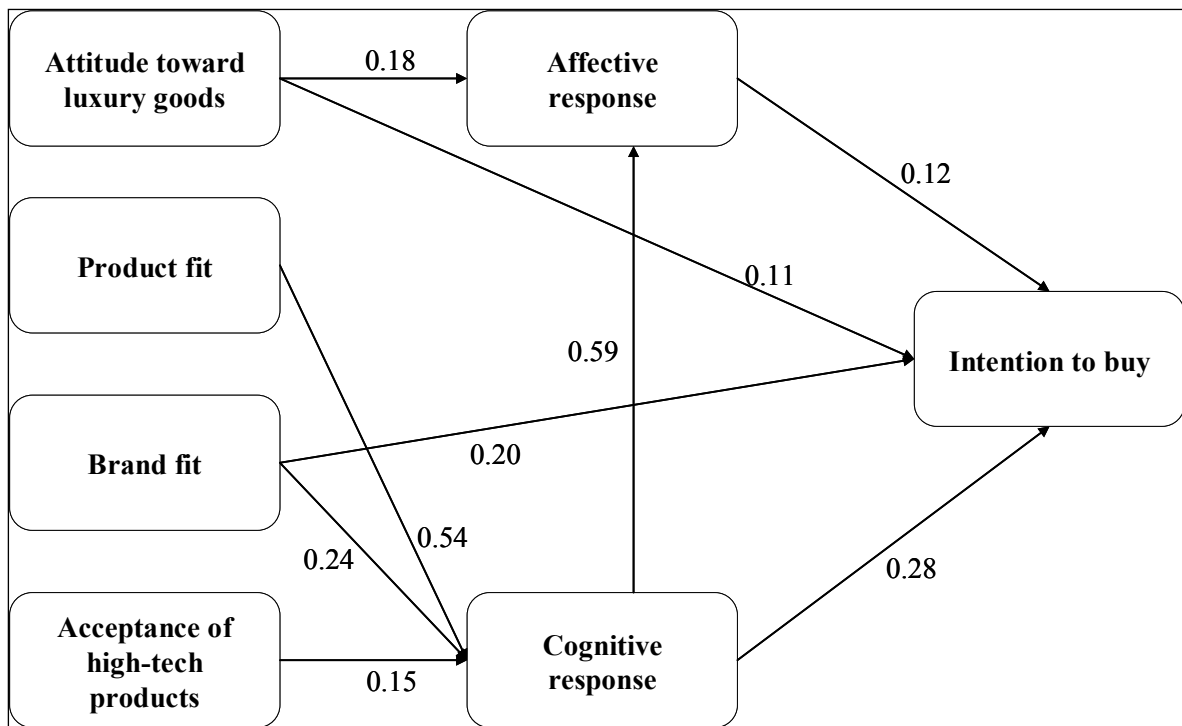 Attitude toward
luxury goods
0.18
Affective
response
0.12
Product fit
0.11
0.59
Intention to buy
Brand fit
0.20
0.54
0.24
0.28
Acceptance of
high-tech
products
0.15
Cognitive
response